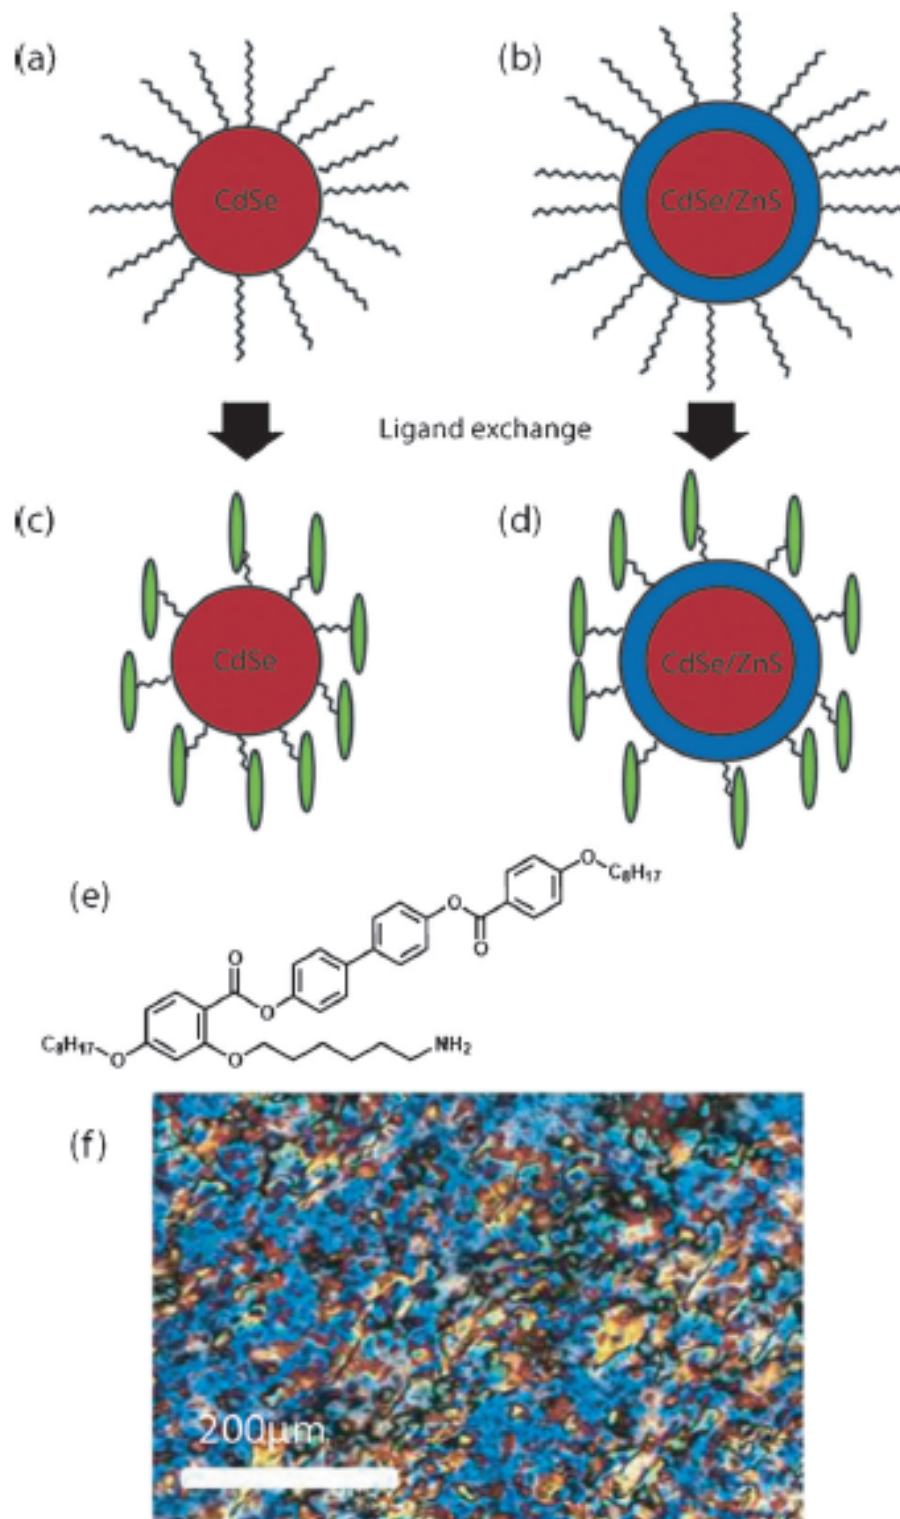 (a)
(b)
CdSe
CdSe/ZnS
Ligand exchange
(c)
(d)
CdSe
CdSe/ZnS
(e)
O
C₈H₁₇
O
O
O
O
C₈H₁₇
O
O
NH₂
(f)
200μm